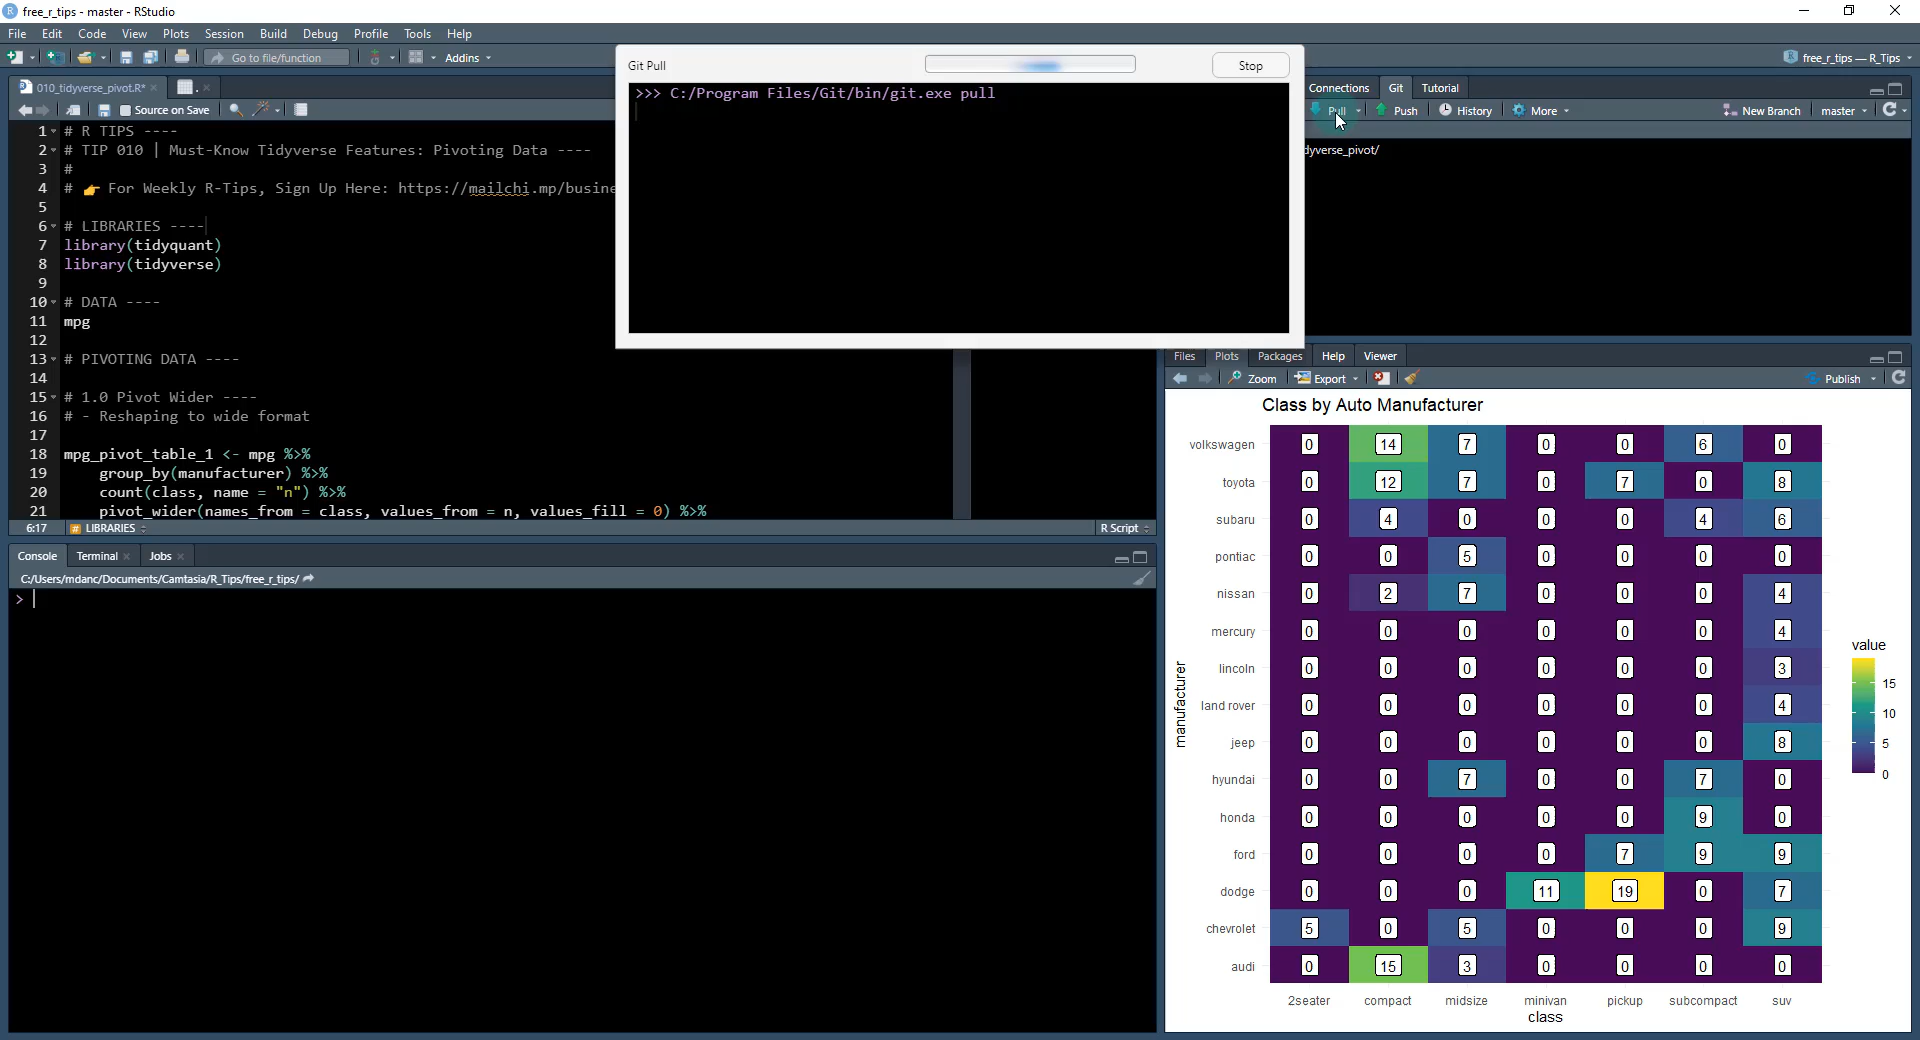 free_r_tips - master - RStudio
File Edit Code View Plots Session Build Debug Profile Tools Help
Go to file/function Addins free_r_tips — R_Tips
010_tidyverse_pivot.R*
Source on Save
1 # R TIPS ----
2 # TIP 010 | Must-Know Tidyverse Features: Pivoting Data ----
3 #
4 # 👉 For Weekly R-Tips, Sign Up Here: https://mailchi.mp/busine
5
6 # LIBRARIES ----
7 library(tidyquant)
8 library(tidyverse)
9
10 # DATA ----
11 mpg
12
13 # PIVOTING DATA ----
14
15 # 1.0 Pivot Wider ----
16 # - Reshaping to wide format
17
18 mpg_pivot_table_1 <- mpg %>%
19 group_by(manufacturer) %>%
20 count(class, name = "n") %>%
21 pivot_wider(names_from = class, values_from = n, values_fill = 0) %>%
6:17 LIBRARIES R Script
Git Pull Stop
>>> C:/Program Files/Git/bin/git.exe pull
Connections Git Tutorial
Pull Push History More New Branch master
dyverse_pivot/
Console Terminal Jobs
C:/Users/mdanc/Documents/Camtasia/R_Tips/free_r_tips/
>
Files Plots Packages Help Viewer
Zoom Export Publish
Class by Auto Manufacturer
volkswagen 0 14 7 0 0 6 0
toyota 0 12 7 0 7 0 8
subaru 0 4 0 0 0 4 6
pontiac 0 0 5 0 0 0 0
nissan 0 2 7 0 0 0 4
mercury 0 0 0 0 0 0 4
lincoln 0 0 0 0 0 0 3
land rover 0 0 0 0 0 0 4
jeep 0 0 0 0 0 0 8
hyundai 0 0 7 0 0 7 0
honda 0 0 0 0 0 9 0
ford 0 0 0 0 7 9 9
dodge 0 0 0 11 19 0 7
chevrolet 5 0 5 0 0 0 9
audi 0 15 3 0 0 0 0
2seater compact midsize minivan pickup subcompact suv
class
manufacturer
value
15
10
5
0